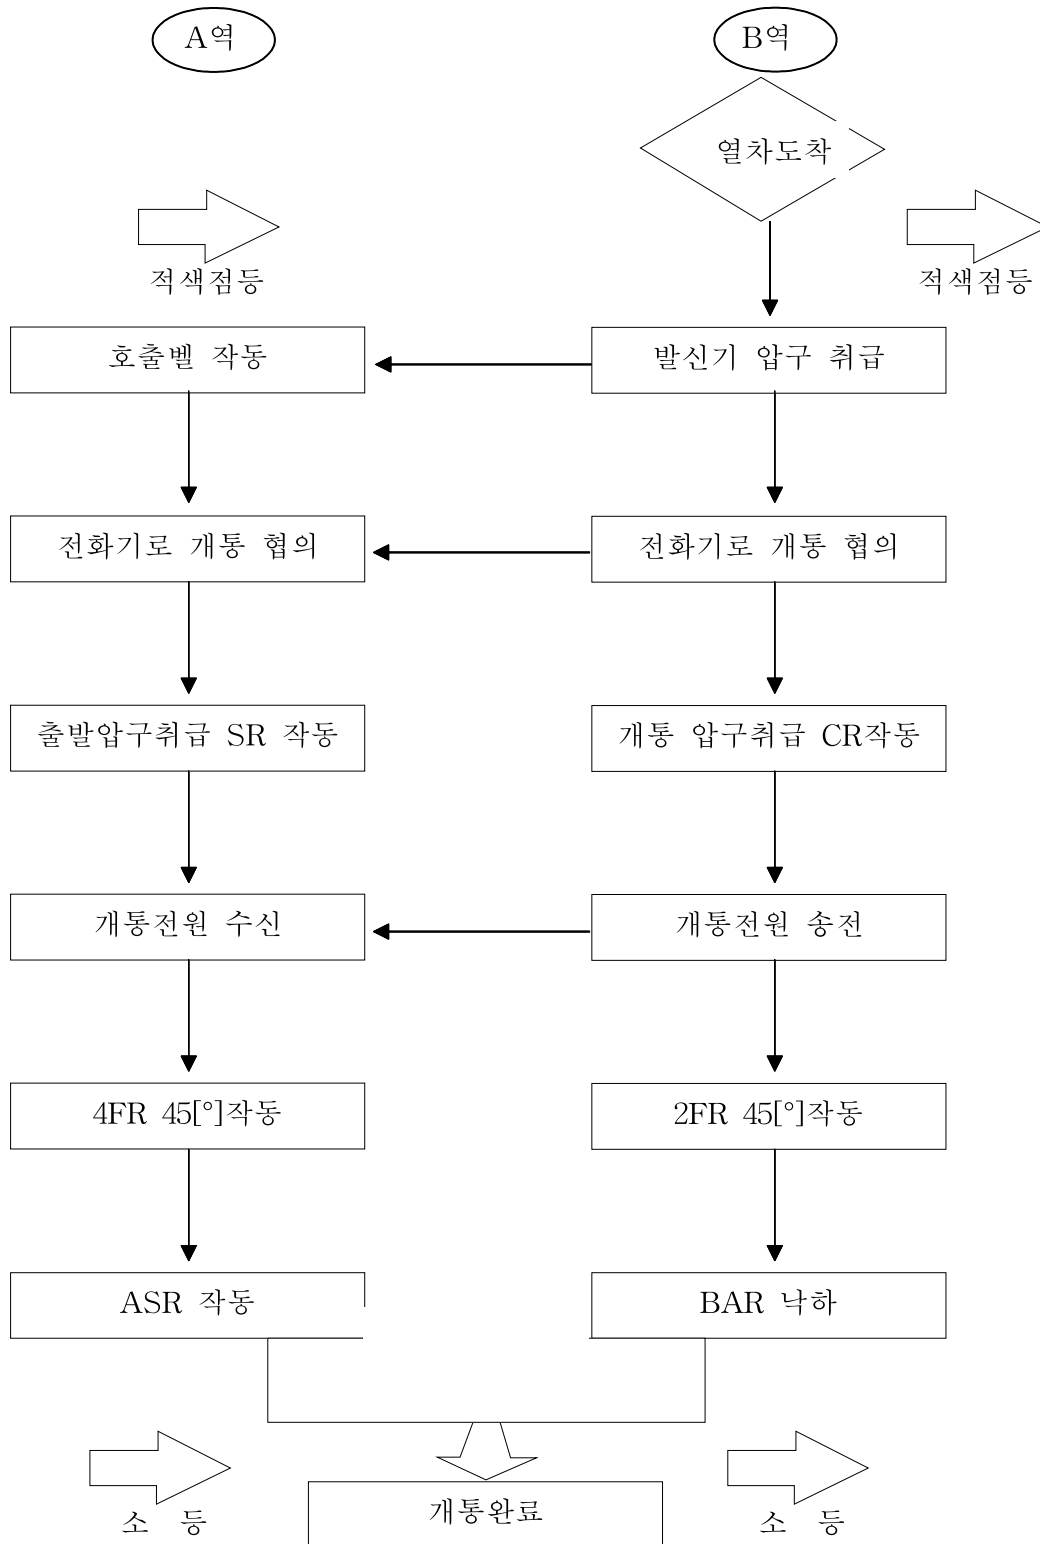 A역
B역
열차도착
적색점등
적색점등
호출벨 작동
발신기 압구 취급
전화기로 개통 협의
전화기로 개통 협의
출발압구취급 SR 작동
개통 압구취급 CR작동
개통전원 수신
개통전원 송전
4FR 45[°]작동
2FR 45[°]작동
ASR 작동
BAR 낙하
개통완료
소 등
소 등